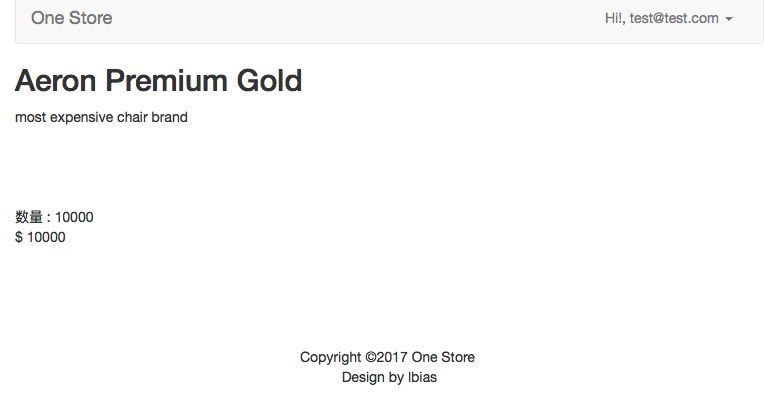 One Store
Hi!, test@test.com
Aeron Premium Gold
most expensive chair brand
数量 : 10000
$ 10000
Copyright ©2017 One Store
Design by lbias